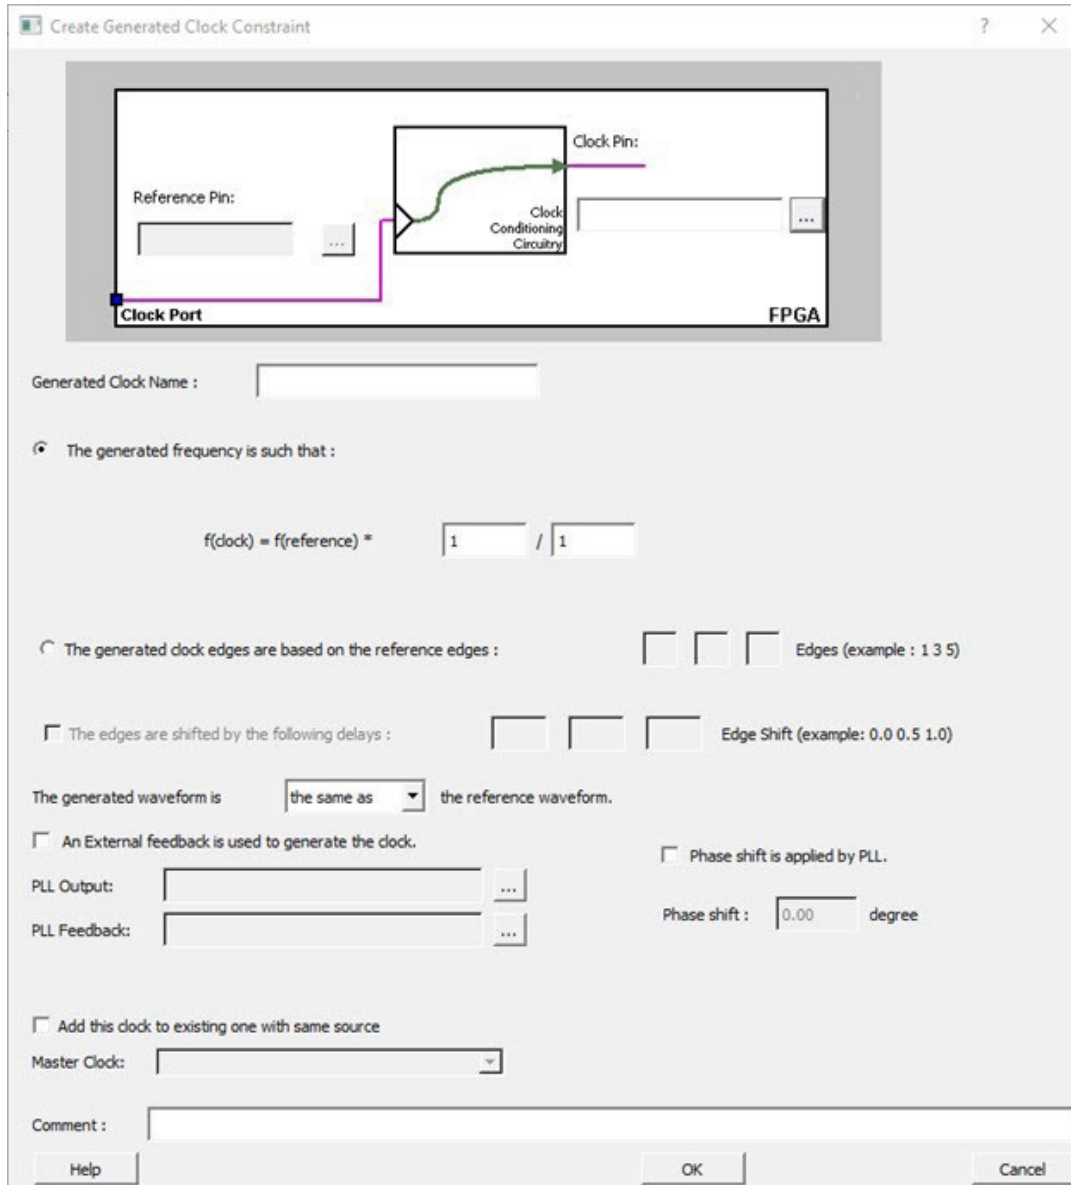 Create Generated Clock Constraint
?
Clock Pin:
Reference Pin:
...
...
Clock
Conditioning
Circuitry
Clock Port
FPGA
Generated Clock Name :
The generated frequency is such that :
f(clock) = f(reference) * 1 / 1
The generated clock edges are based on the reference edges : Edges (example : 1 3 5)
The edges are shifted by the following delays : Edge Shift (example: 0.0 0.5 1.0)
The generated waveform is the same as the reference waveform.
An External feedback is used to generate the clock.
Phase shift is applied by PLL.
PLL Output: ...
Phase shift : 0.00 degree
PLL Feedback: ...
Add this clock to existing one with same source
Master Clock:
Comment :
Help OK Cancel